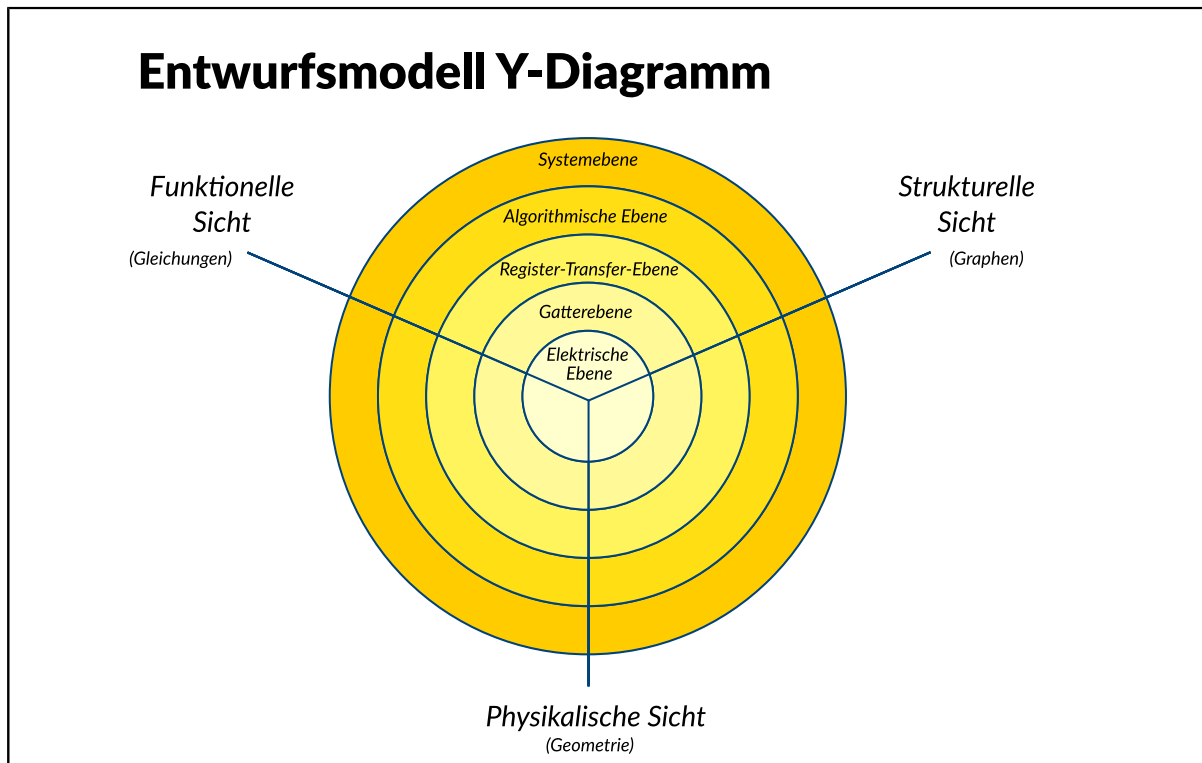 Entwurfsmodell Y-Diagramm
Systemebene
Funktionelle
Sicht
(Gleichungen)
Strukturelle
Sicht
(Graphen)
Algorithmische Ebene
Register-Transfer-Ebene
Gatterebene
Elektrische
Ebene
Physikalische Sicht
(Geometrie)